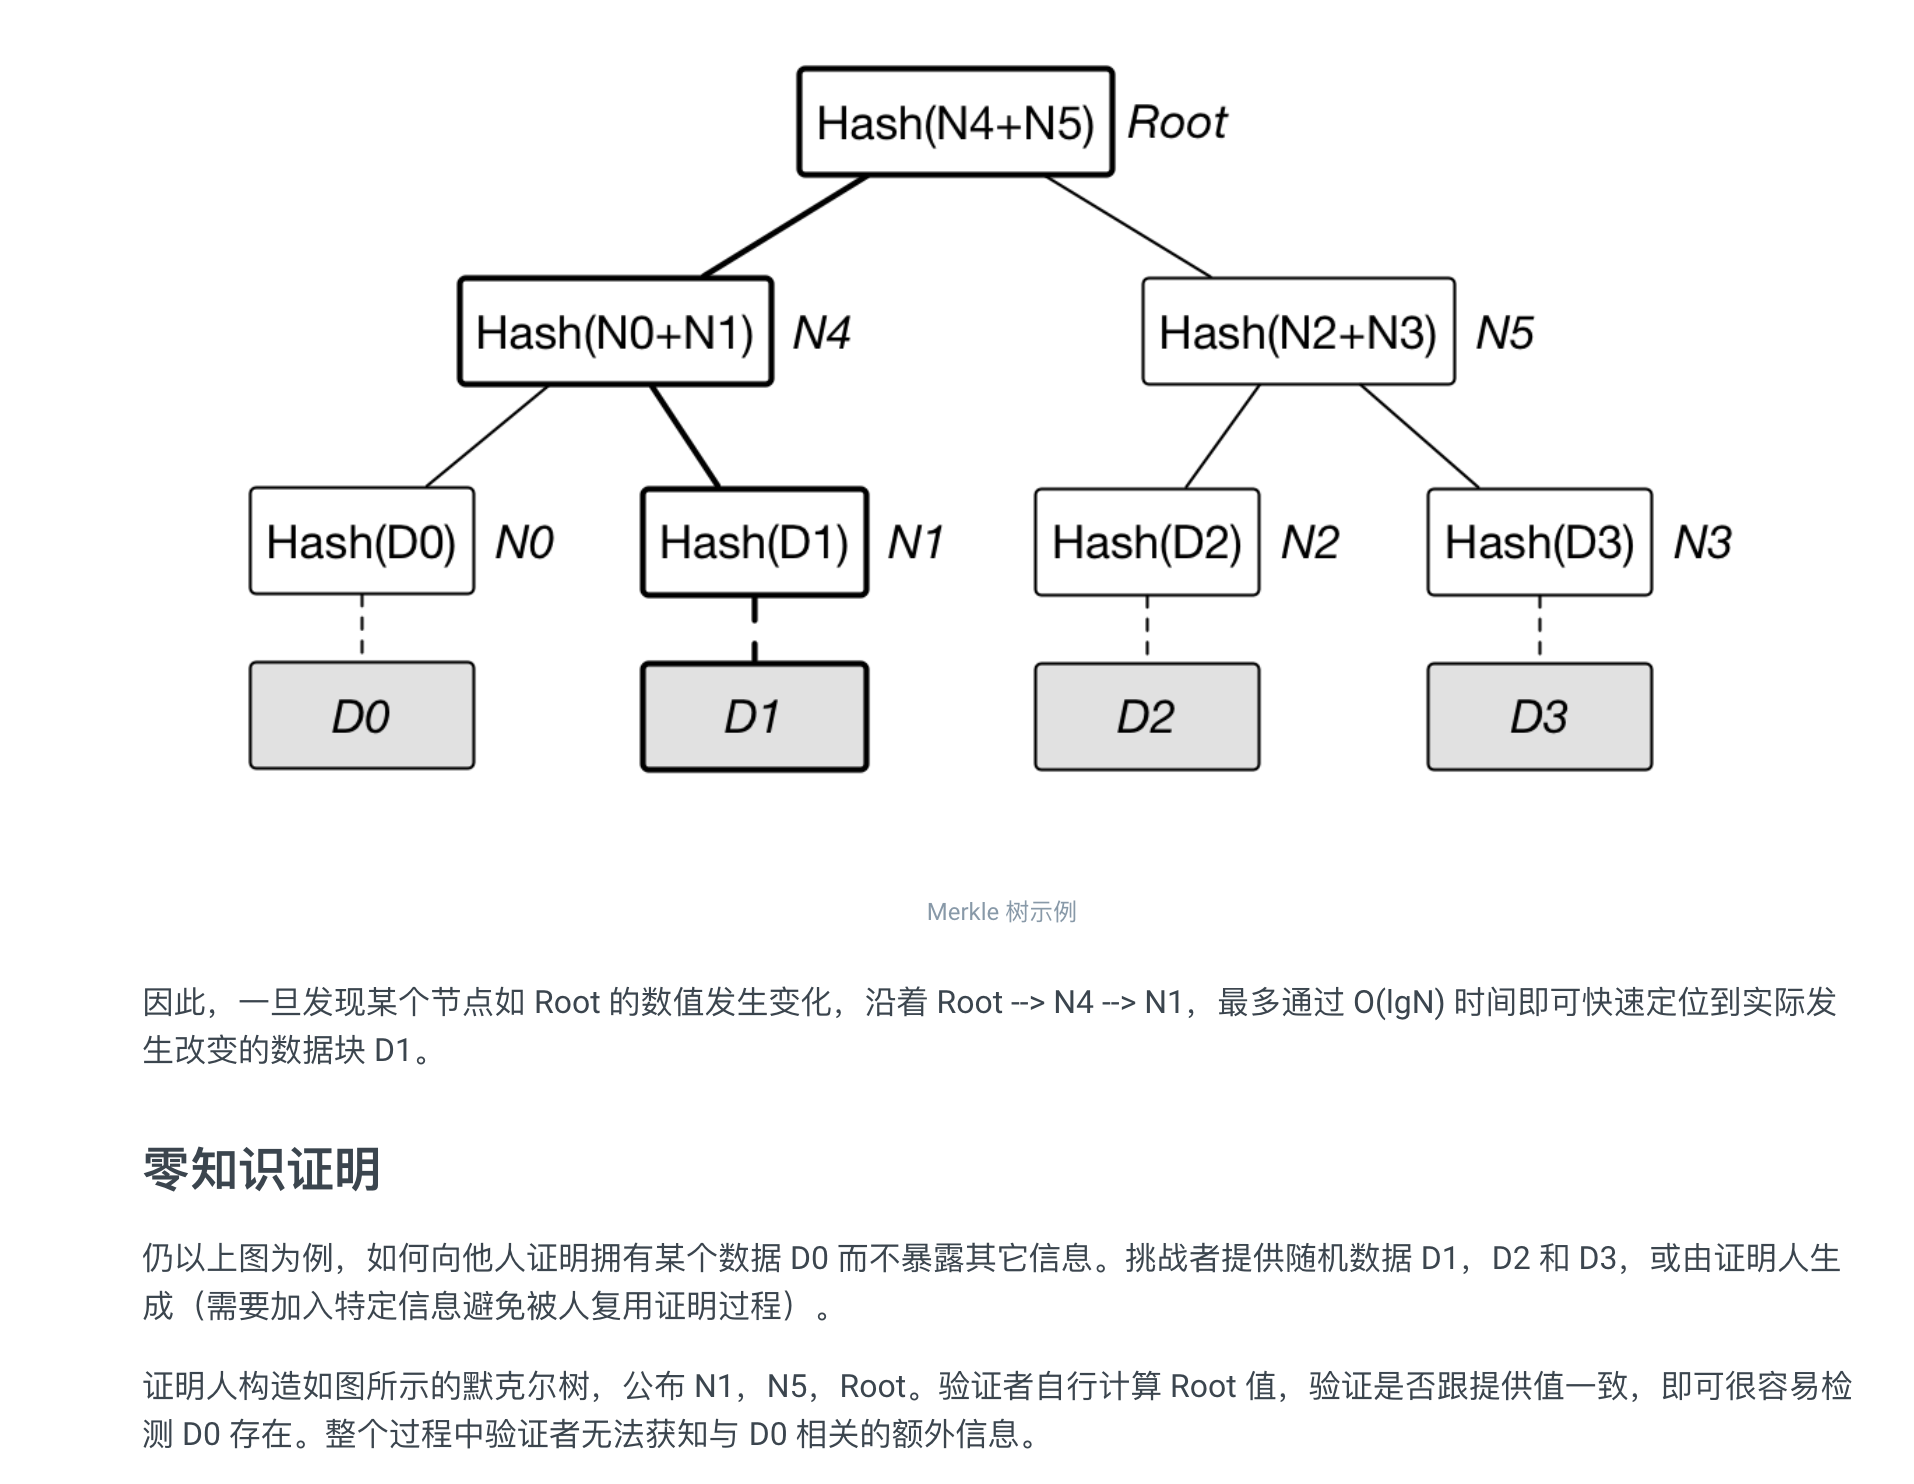 Hash(N4+N5) Root
Hash(N0+N1) N4 Hash(N2+N3) N5
Hash(D0) N0 Hash(D1) N1 Hash(D2) N2 Hash(D3) N3
D0 D1 D2 D3
Merkle 树示例
因此，一旦发现某个节点如 Root 的数值发生变化，沿着 Root --> N4 --> N1，最多通过 O(lgN) 时间即可快速定位到实际发
生改变的数据块 D1。
零知识证明
仍以上图为例，如何向他人证明拥有某个数据 D0 而不暴露其它信息。挑战者提供随机数据 D1，D2 和 D3，或由证明人生
成（需要加入特定信息避免被人复用证明过程）。
证明人构造如图所示的默克尔树，公布 N1，N5，Root。验证者自行计算 Root 值，验证是否跟提供值一致，即可很容易检
测 D0 存在。整个过程中验证者无法获知与 D0 相关的额外信息。